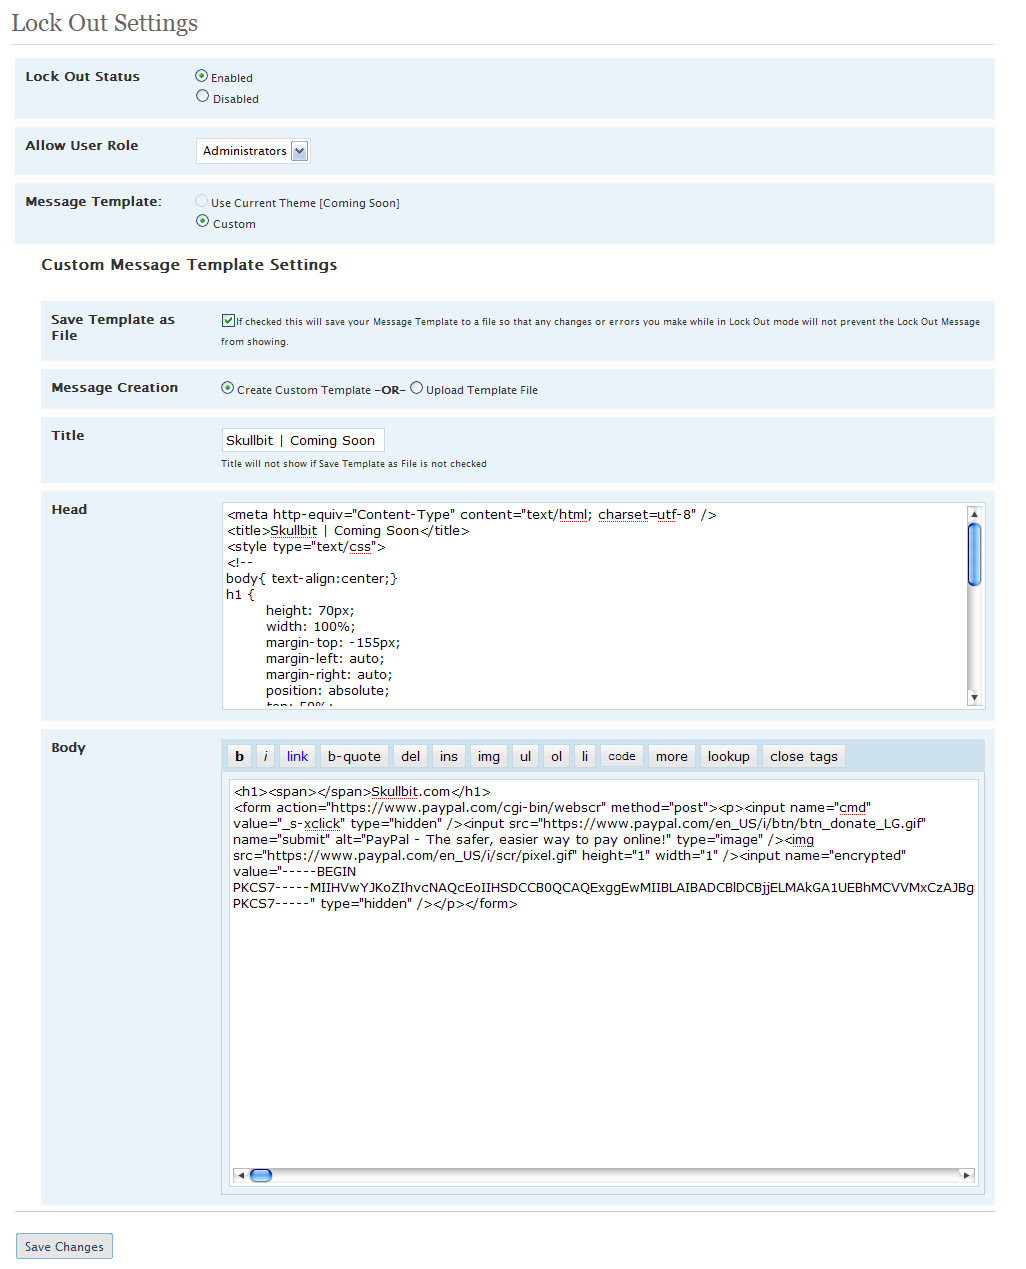 Lock Out Settings
Lock Out Status
Enabled
Disabled
Allow User Role
Administrators
Message Template:
Use Current Theme [Coming Soon]
Custom
Custom Message Template Settings
Save Template as
File
If checked this will save your Message Template to a file so that any changes or errors you make while in Lock Out mode will not prevent the Lock Out Message
from showing.
Message Creation
Create Custom Template –OR– Upload Template File
Title
Skullbit | Coming Soon
Title will not show if Save Template as File is not checked
Head
<meta http-equiv="Content-Type" content="text/html; charset=utf-8" />
<title>Skullbit | Coming Soon</title>
<style type="text/css">
<!--
body{ text-align:center;}
h1 {
height: 70px;
width: 100%;
margin-top: -155px;
margin-left: auto;
margin-right: auto;
position: absolute;
top: 50%;
Body
b i link b-quote del ins img ul ol li code more lookup close tags
<h1><span></span>Skullbit.com</h1>
<form action="https://www.paypal.com/cgi-bin/webscr" method="post"><p><input name="cmd"
value="_s-xclick" type="hidden" /><input src="https://www.paypal.com/en_US/i/btn/btn_donate_LG.gif"
name="submit" alt="PayPal - The safer, easier way to pay online!" type="image" /><img
src="https://www.paypal.com/en_US/i/scr/pixel.gif" height="1" width="1" /><input name="encrypted"
value="-----BEGIN
PKCS7-----MIIHVwYJKoZIhvcNAQcEoIIHSDCCB0QCAQExggEwMIIBLAIBADCBlDCBjjELMAkGA1UEBhMCVVMxCzAJBg
PKCS7-----" type="hidden" /></p></form>
Save Changes